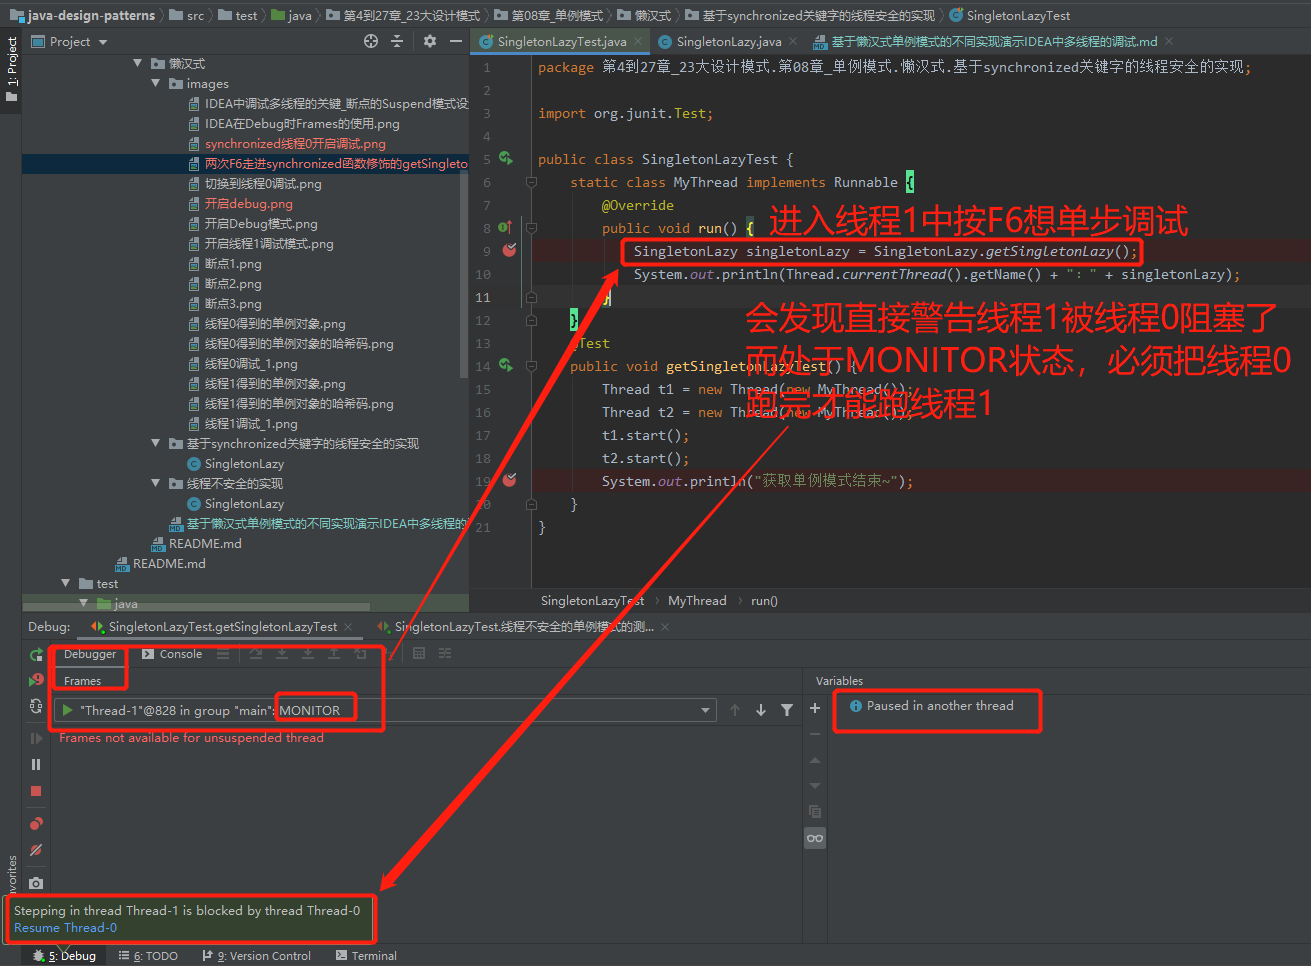 java-design-patterns src test java 第4到27章_23大设计模式 第08章_单例模式 懒汉式 基于synchronized关键字的线程安全的实现 SingletonLazyTest
Project
SingletonLazyTest.java SingletonLazy.java 基于懒汉式单例模式的不同实现演示IDEA中多线程的调试.md
1: Project
懒汉式
images
IDEA中调试多线程的关键_断点的Suspend模式设
IDEA在Debug时Frames的使用.png
synchronized线程0开启调试.png
两次F6走进synchronized函数修饰的getSingleto
切换到线程0调试.png
开启debug.png
开启Debug模式.png
开启线程1调试模式.png
断点1.png
断点2.png
断点3.png
线程0得到的单例对象.png
线程0得到的单例对象的哈希码.png
线程0调试_1.png
线程1得到的单例对象.png
线程1得到的单例对象的哈希码.png
线程1调试_1.png
基于synchronized关键字的线程安全的实现
SingletonLazy
线程不安全的实现
SingletonLazy
基于懒汉式单例模式的不同实现演示IDEA中多线程的
README.md
README.md
test
java
1 package 第4到27章_23大设计模式.第08章_单例模式.懒汉式.基于synchronized关键字的线程安全的实现;
2
3 import org.junit.Test;
4
5 public class SingletonLazyTest {
6 static class MyThread implements Runnable {
7 @Override
8 public void run() {
进入线程1中按F6想单步调试
9 SingletonLazy singletonLazy = SingletonLazy.getSingletonLazy();
10 System.out.println(Thread.currentThread().getName() + ": " + singletonLazy);
11 }
12 }
会发现直接警告线程1被线程0阻塞了
而处于MONITOR状态，必须把线程0
跑完才能跑线程1
13 @Test
14 public void getSingletonLazyTest() {
15 Thread t1 = new Thread(new MyThread());
16 Thread t2 = new Thread(new MyThread());
17 t1.start();
18 t2.start();
19 System.out.println("获取单例模式结束~");
20 }
21 }
SingletonLazyTest MyThread run()
Debug: SingletonLazyTest.getSingletonLazyTest SingletonLazyTest.线程不安全的单例模式的测...
Debugger Console
Frames
Variables
"Thread-1"@828 in group "main": MONITOR
Paused in another thread
Frames not available for unsuspended thread
Stepping in thread Thread-1 is blocked by thread Thread-0
Resume Thread-0
5: Debug 6: TODO 9: Version Control Terminal